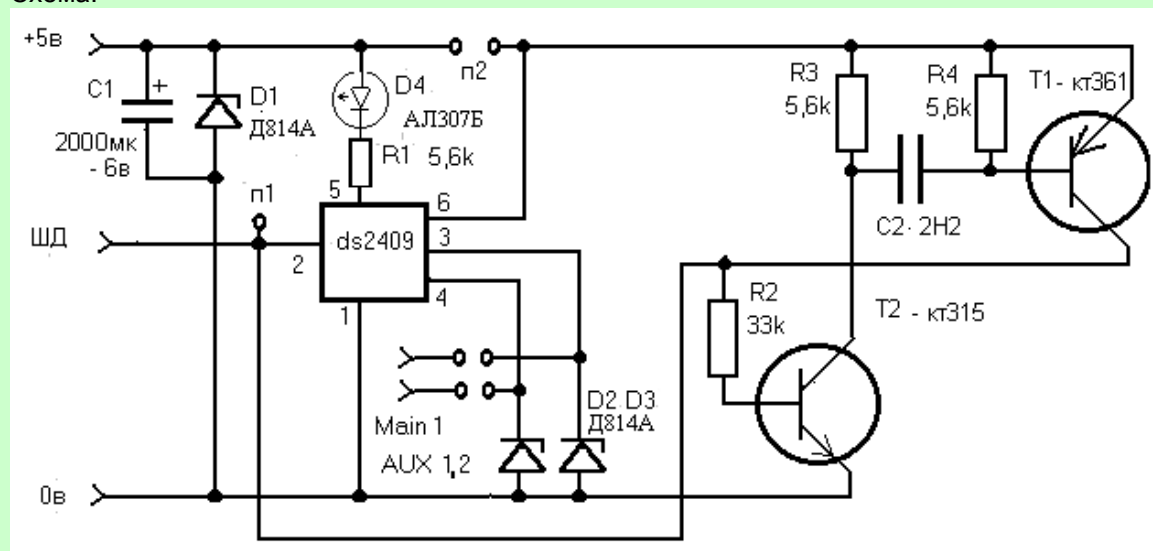 Схема:
+5в
C1
+
2000мк
- 6в
D1
Д814А
D4
АЛ307Б
R1 5,6k
п2
R3
5,6k
R4
5,6k
T1 - кт361
C2 2H2
п1
ШД
5
6
ds2409
3
2
4
1
R2
33k
T2 - кт315
Main 1
AUX 1,2
D2 D3
Д814А
0в